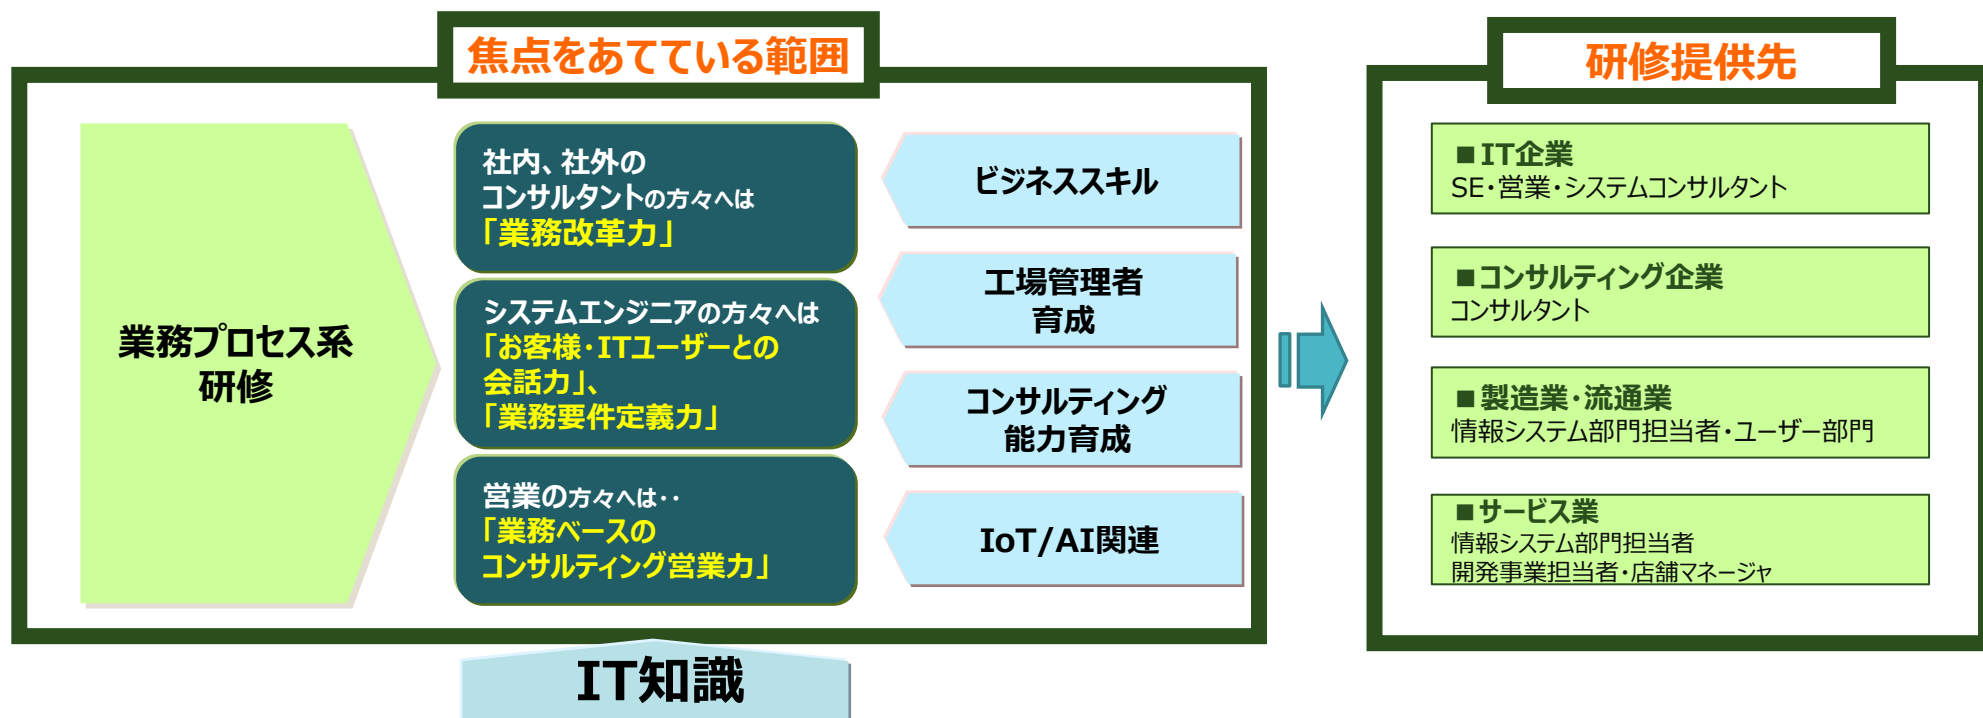 焦点をあてている範囲
業務プロセス系
研修
社内、社外の
コンサルタントの方々へは
「業務改革力」
システムエンジニアの方々へは
「お客様・ITユーザーとの
会話力」、
「業務要件定義力」
営業の方々へは‥
「業務ベースの
コンサルティング営業力」
ビジネススキル
工場管理者
育成
コンサルティング
能力育成
IoT/AI関連
IT知識
研修提供先
■IT企業
SE・営業・システムコンサルタント
■コンサルティング企業
コンサルタント
■製造業・流通業
情報システム部門担当者・ユーザー部門
■サービス業
情報システム部門担当者
開発事業担当者・店舗マネージャ